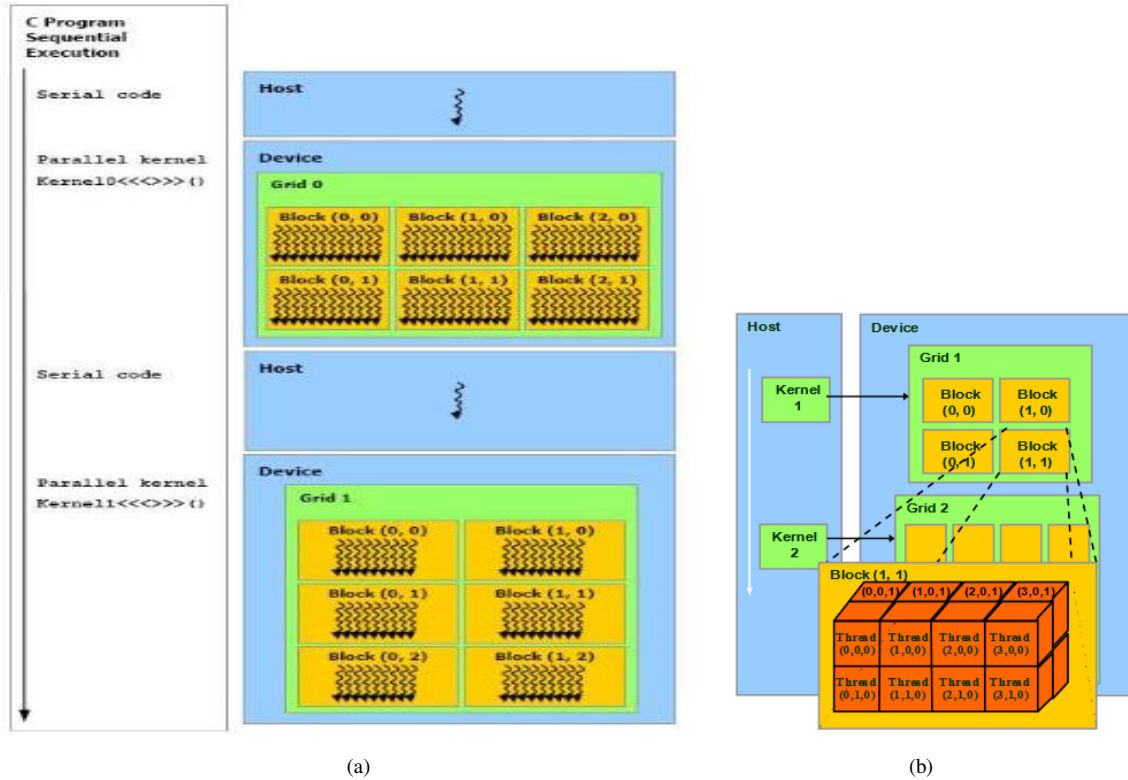 C Program
Sequential
Execution
Serial code
Parallel kernel
Kernel0<<<>>>()
Serial code
Parallel kernel
Kernel1<<<>>>()
Host
Device
Grid 0
Block (0, 0) Block (1, 0) Block (2, 0)
Block (0, 1) Block (1, 1) Block (2, 1)
Host
Device
Grid 1
Block (0, 0) Block (1, 0)
Block (0, 1) Block (1, 1)
Block (0, 2) Block (1, 2)
(a)
Host
Kernel
1
Kernel
2
Device
Grid 1
Block
(0, 0)
Block
(1, 0)
Block
(0, 1)
Block
(1, 1)
Grid 2
Block (1, 1)
(0,0,1) (1,0,1) (2,0,1) (3,0,1)
Thread
(0,0,0)
Thread
(1,0,0)
Thread
(2,0,0)
Thread
(3,0,0)
Thread
(0,1,0)
Thread
(1,1,0)
Thread
(2,1,0)
Thread
(3,1,0)
(b)